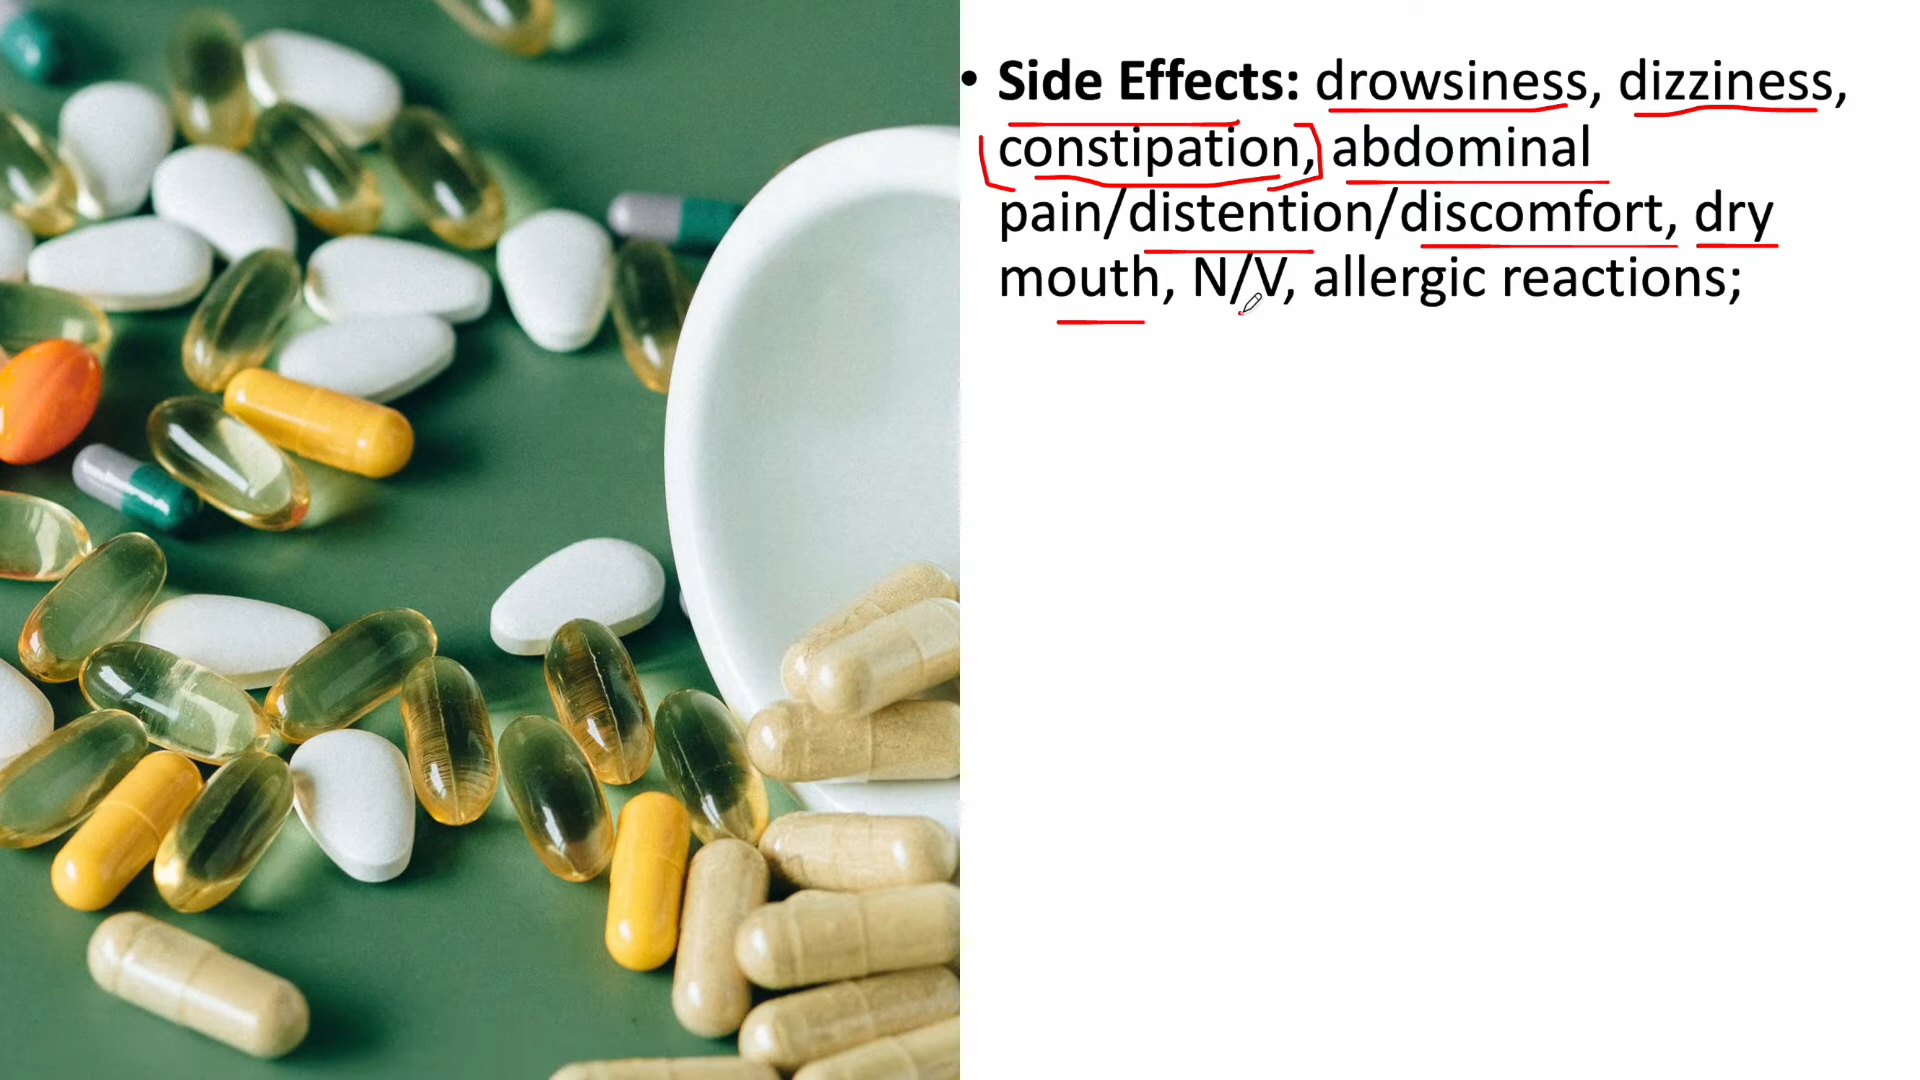 • Side Effects: drowsiness, dizziness,
constipation, abdominal
pain/distention/discomfort, dry
mouth, N/V, allergic reactions;